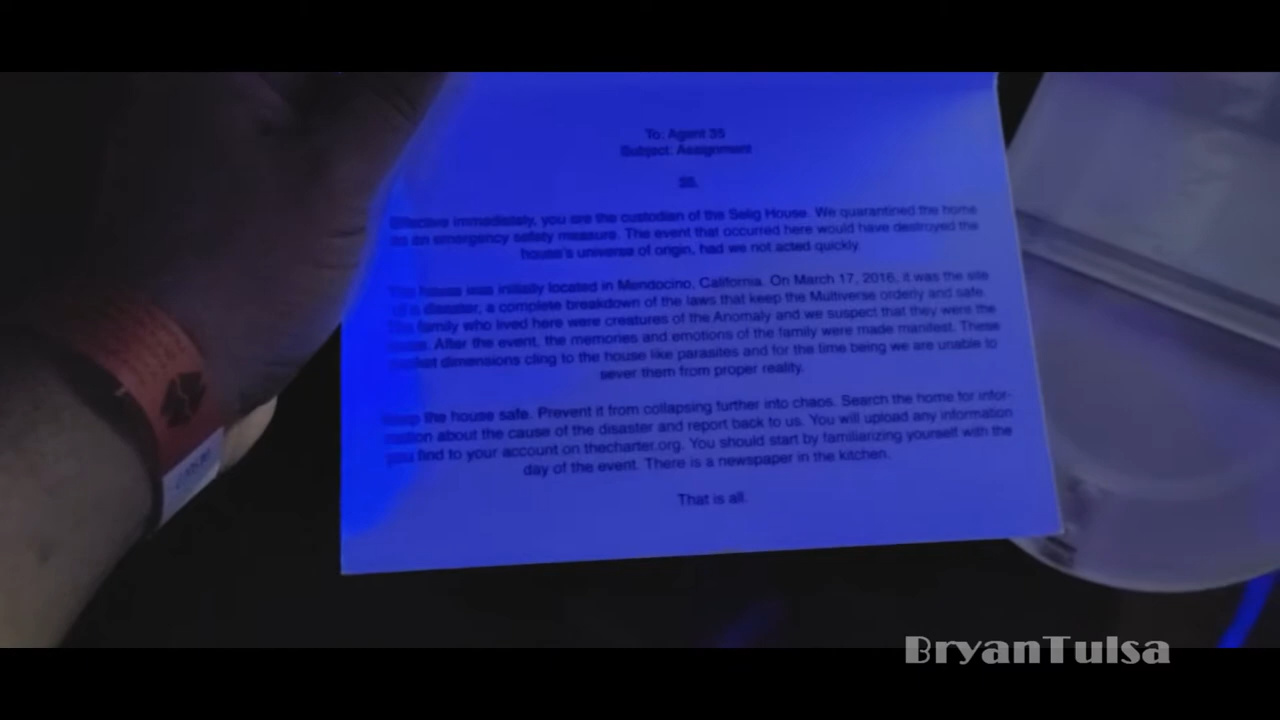 To: Agent 35
Subject: Assignment
35,
Effective immediately, you are the custodian of the Selig House. We quarantined the home
as an emergency safety measure. The event that occurred here would have destroyed the
house's universe of origin, had we not acted quickly.
The house was initially located in Mendocino, California. On March 17, 2016, it was the site
of a disaster, a complete breakdown of the laws that keep the Multiverse orderly and safe.
The family who lived here were creatures of the Anomaly and we suspect that they were the
After the event, the memories and emotions of the family were made manifest. These
pocket dimensions cling to the house like parasites and for the time being we are unable to
sever them from proper reality.
Keep the house safe. Prevent it from collapsing further into chaos. Search the home for infor-
mation about the cause of the disaster and report back to us. You will upload any information
you find to your account on thecharter.org. You should start by familiarizing yourself with the
day of the event. There is a newspaper in the kitchen.
That is all.
BryanTulsa